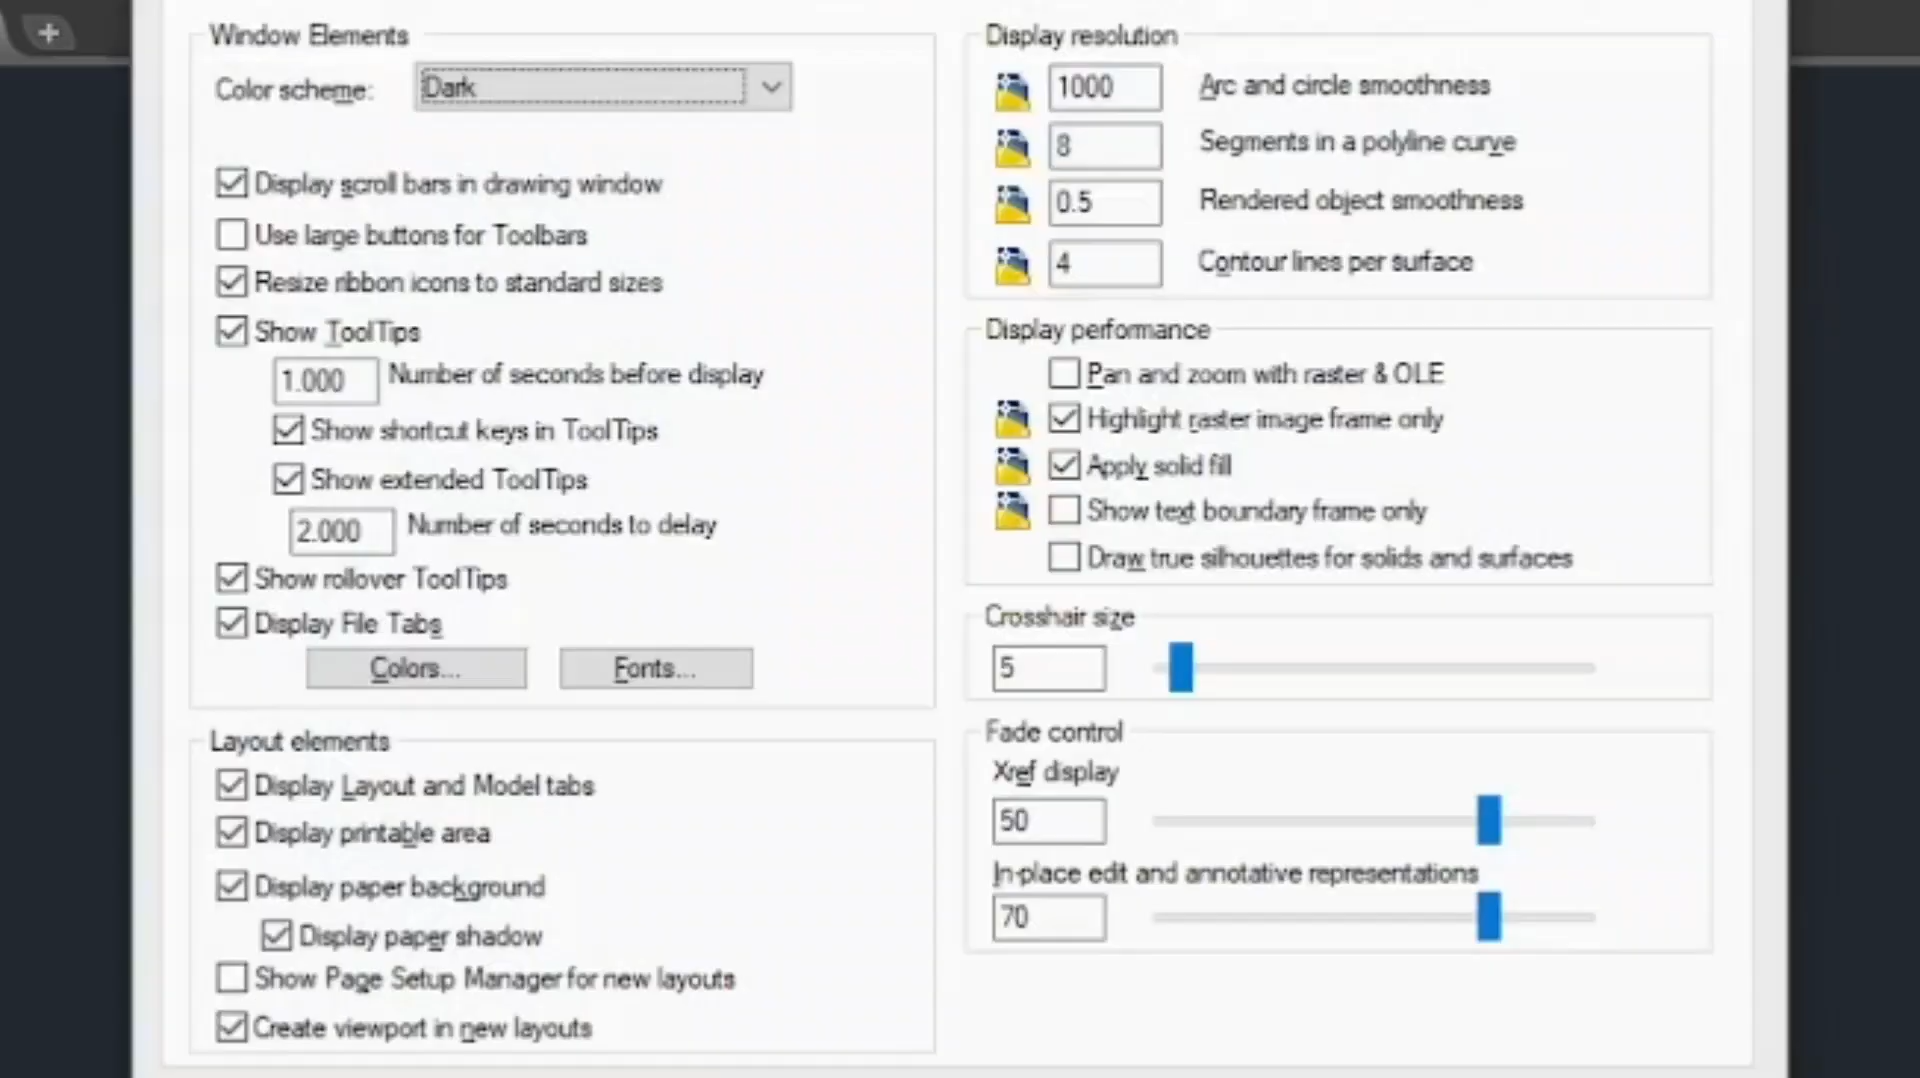 Window Elements
Color scheme:
Dark
Display scroll bars in drawing window
Use large buttons for Toolbars
Resize ribbon icons to standard sizes
Show ToolTips
1.000
Number of seconds before display
Show shortcut keys in ToolTips
Show extended ToolTips
2.000
Number of seconds to delay
Show rollover ToolTips
Display File Tabs
Colors...
Fonts...
Layout elements
Display Layout and Model tabs
Display printable area
Display paper background
Display paper shadow
Show Page Setup Manager for new layouts
Create viewport in new layouts
Display resolution
1000
Arc and circle smoothness
8
Segments in a polyline curve
0.5
Rendered object smoothness
4
Contour lines per surface
Display performance
Pan and zoom with raster & OLE
Highlight raster image frame only
Apply solid fill
Show text boundary frame only
Draw true silhouettes for solids and surfaces
Crosshair size
5
Fade control
Xref display
50
In-place edit and annotative representations
70